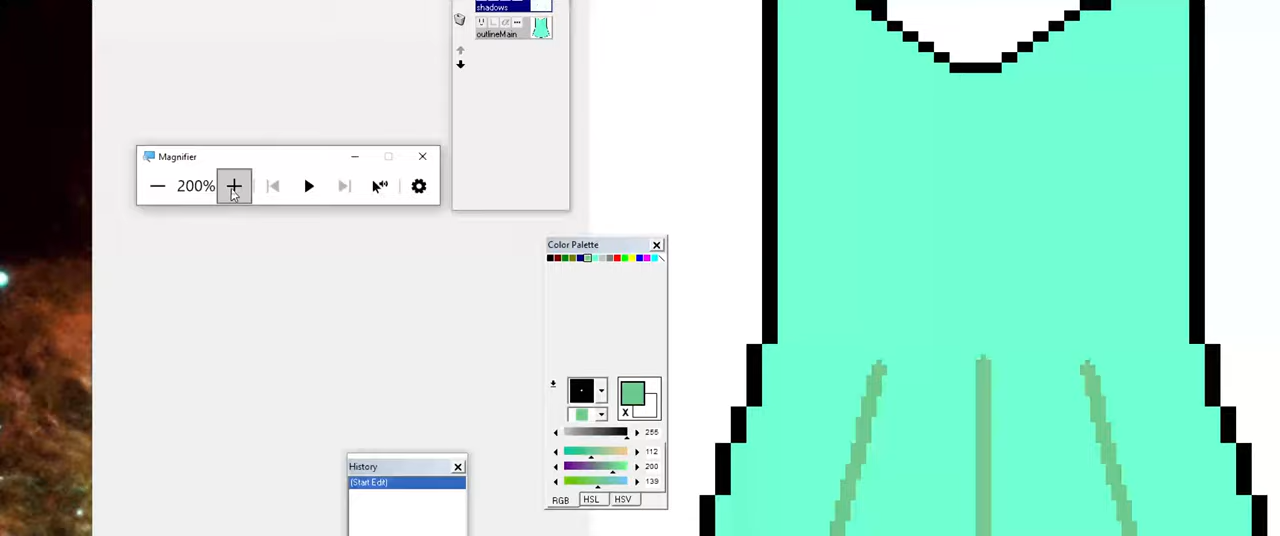 shadows
outlineMain
Magnifier
200%
Color Palette
X
255
112
200
139
RGB HSL HSV
History
(Start Edit)